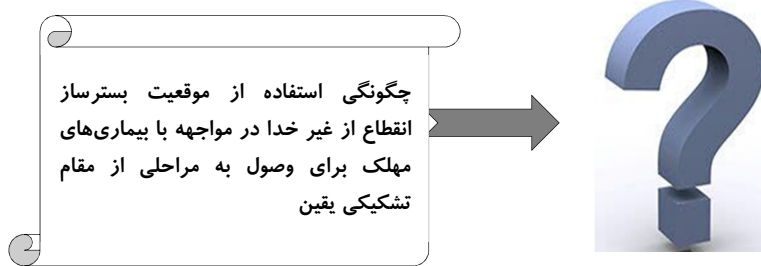 چگونگی استفاده از موقعیت بسترساز
انقطاع از غیر خدا در مواجهه با بیماری‌های
مهلک برای وصول به مراحلی از مقام
تشکیکی یقین